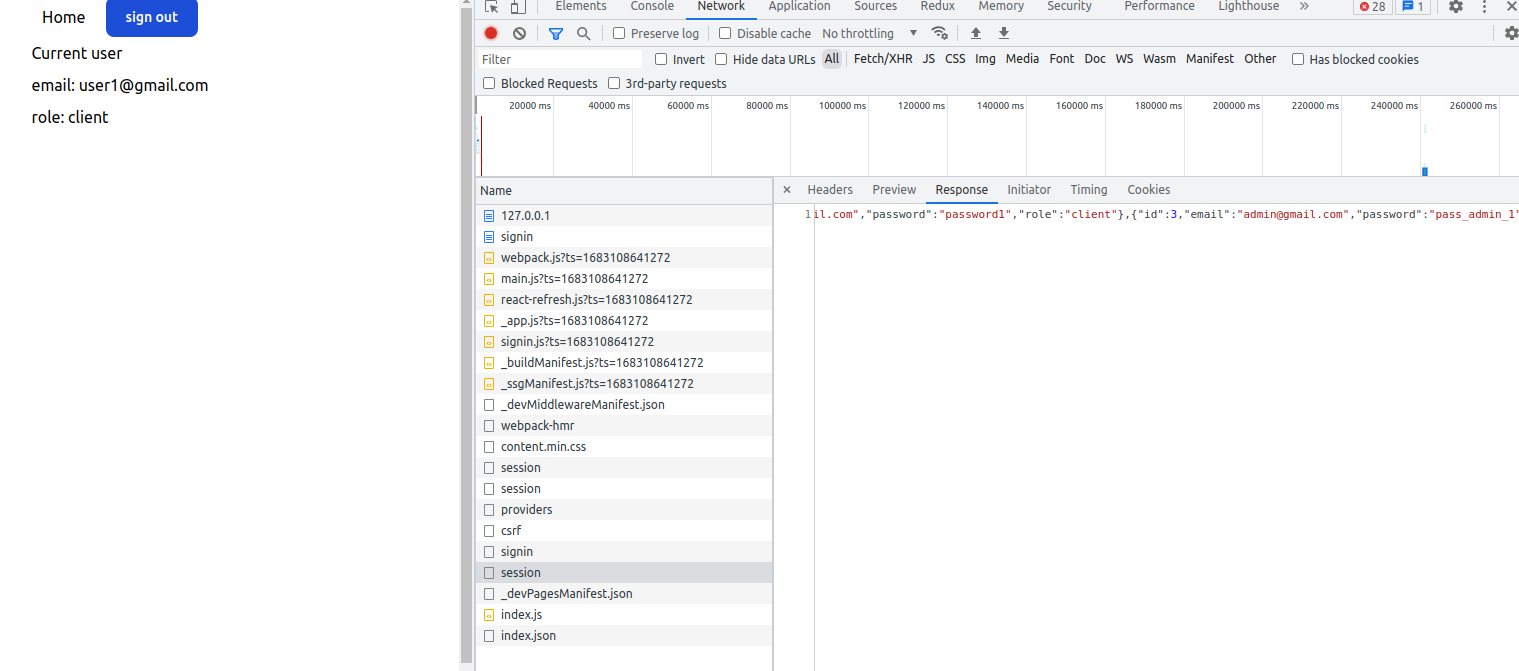 Home sign out
Current user
email: user1@gmail.com
role: client
Elements Console Network Application Sources Redux Memory Security Performance Lighthouse » 28 1
Preserve log Disable cache No throttling
Filter Invert Hide data URLs All Fetch/XHR JS CSS Img Media Font Doc WS Wasm Manifest Other Has blocked cookies
Blocked Requests 3rd-party requests
20000 ms 40000 ms 60000 ms 80000 ms 100000 ms 120000 ms 140000 ms 160000 ms 180000 ms 200000 ms 220000 ms 240000 ms 260000 ms
Name
Headers Preview Response Initiator Timing Cookies
1 il.com","password":"password1","role":"client"},{"id":3,"email":"admin@gmail.com","password":"pass_admin_1"
127.0.0.1
signin
webpack.js?ts=1683108641272
main.js?ts=1683108641272
react-refresh.js?ts=1683108641272
_app.js?ts=1683108641272
signin.js?ts=1683108641272
_buildManifest.js?ts=1683108641272
_ssgManifest.js?ts=1683108641272
_devMiddlewareManifest.json
webpack-hmr
content.min.css
session
session
providers
csrf
signin
session
_devPagesManifest.json
index.js
index.json